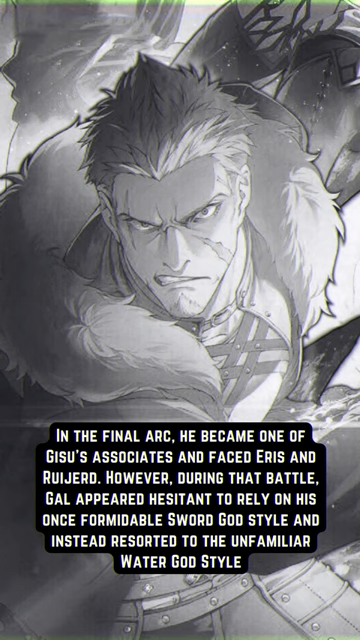 In the final arc, he became one of
Gisu's associates and faced Eris and
Ruijerd. However, during that battle,
Gal appeared hesitant to rely on his
once formidable Sword God style and
instead resorted to the unfamiliar
Water God Style